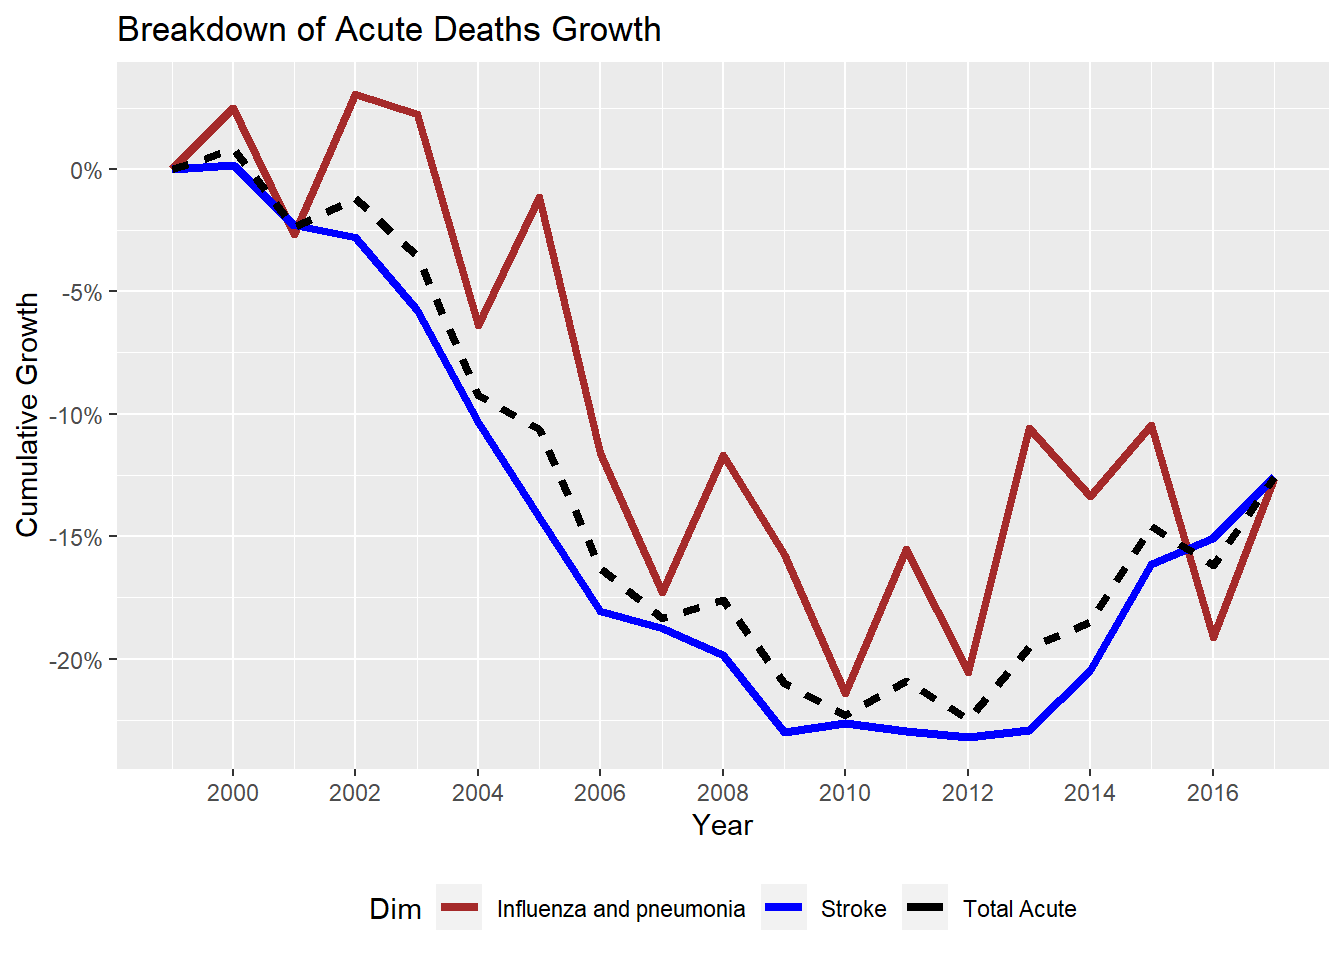 Breakdown of Acute Deaths Growth
Cumulative Growth
0%
-5%
-10%
-15%
-20%
2000 2002 2004 2006 2008 2010 2012 2014 2016
Year
Dim Influenza and pneumonia Stroke Total Acute